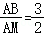 AB/AM = 3/2